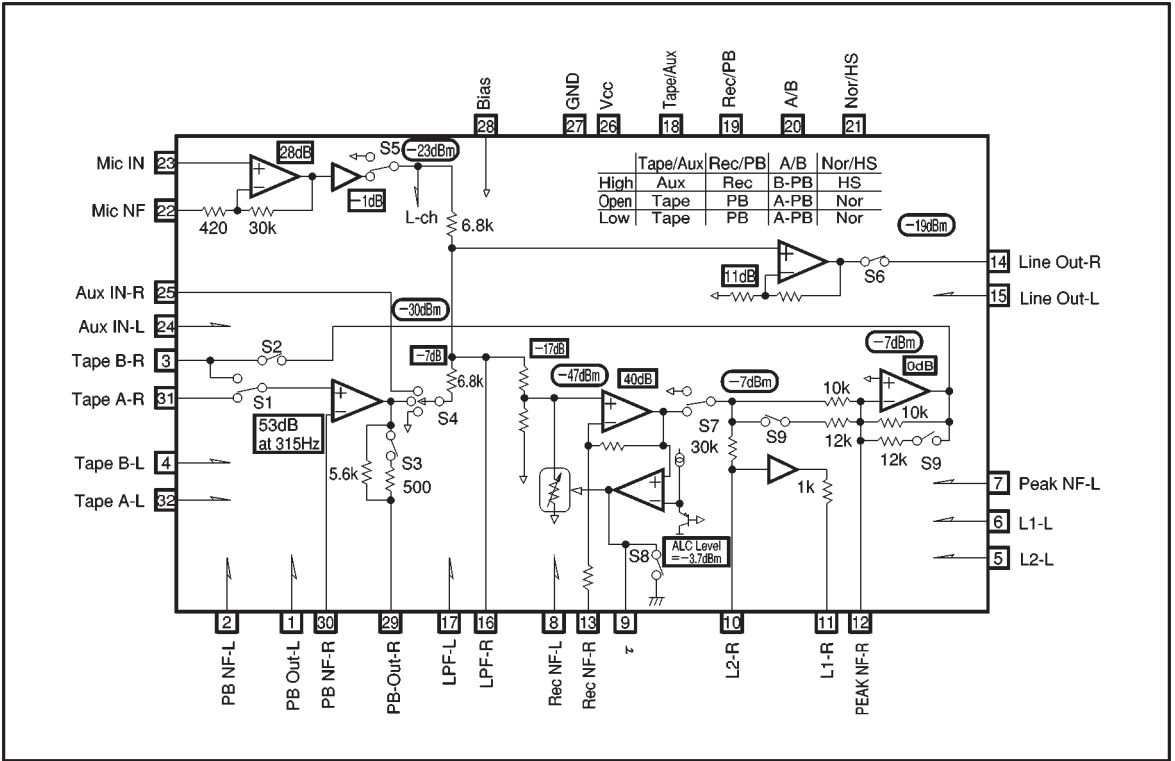 Bias
GND
Vcc
Tape/Aux
Rec/PB
A/B
Nor/HS
28
27
26
18
19
20
21
Mic IN
23
28dB
S5
−23dBm
−1dB
L-ch
Mic NF
22
420
30k
6.8k
Tape/Aux Rec/PB A/B Nor/HS
High Aux Rec B-PB HS
Open Tape PB A-PB Nor
Low Tape PB A-PB Nor
−19dBm
11dB
S6
14
Line Out-R
15
Line Out-L
Aux IN-R
25
Aux IN-L
24
Tape B-R
3
Tape A-R
31
Tape B-L
4
Tape A-L
32
−30dBm
S2
S1
53dB
at 315Hz
−7dB
6.8k
S4
S3
5.6k
500
−17dB
−47dBm
40dB
S7
−7dBm
30k
S9
10k
12k
−7dBm
0dB
10k
12k
S9
1k
ALC Level
=−3.7dBm
S8
7
Peak NF-L
6
L1-L
5
L2-L
2
1
30
29
17
16
8
13
9
10
11
12
PB NF-L
PB Out-L
PB NF-R
PB-Out-R
LPF-L
LPF-R
Rec NF-L
Rec NF-R
τ
L2-R
L1-R
PEAK NF-R